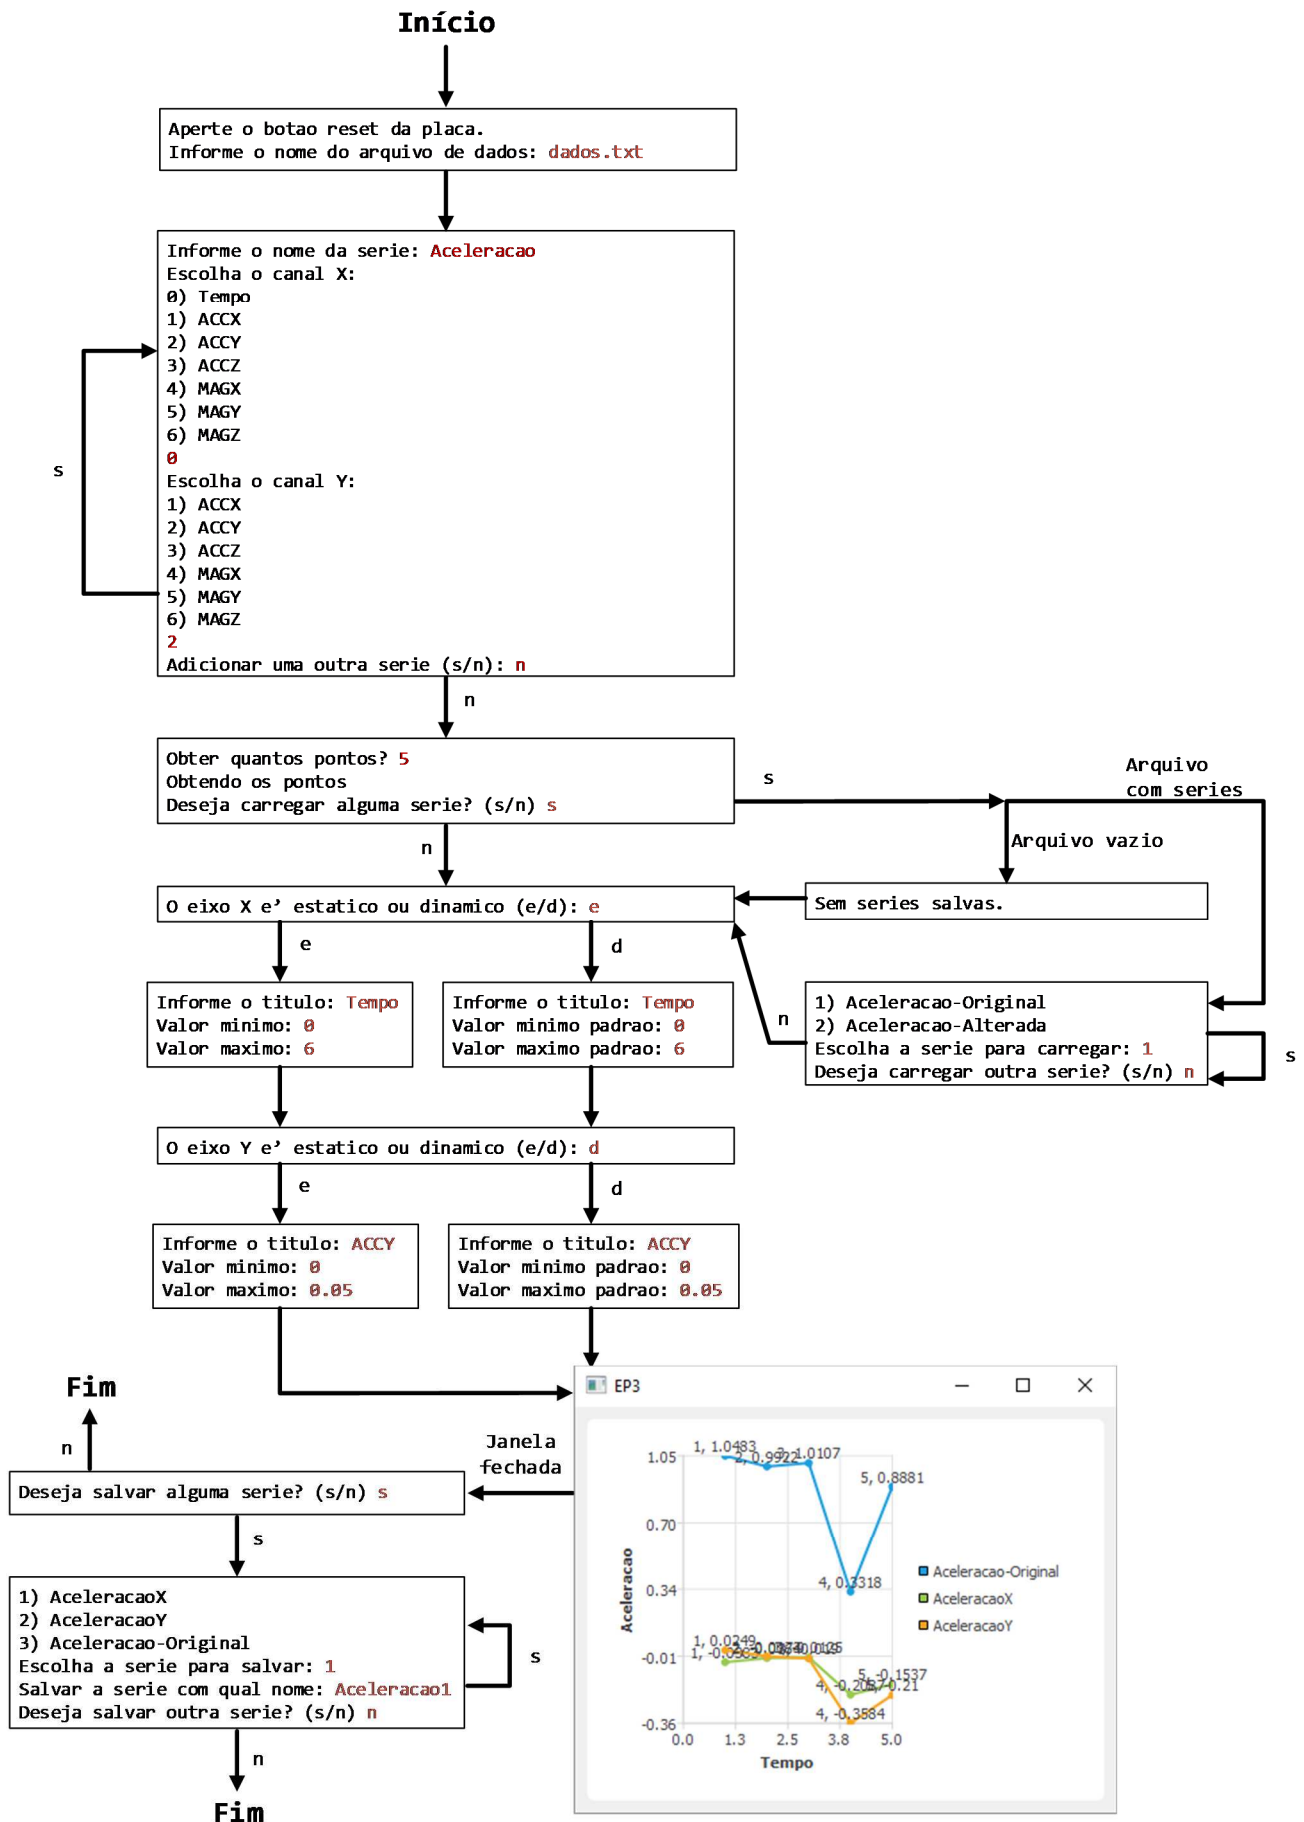 Início
Aperte o botao reset da placa.
Informe o nome do arquivo de dados: dados.txt
Informe o nome da serie: Aceleracao
Escolha o canal X:
0) Tempo
1) ACCX
2) ACCY
3) ACCZ
4) MAGX
5) MAGY
6) MAGZ
0
Escolha o canal Y:
1) ACCX
2) ACCY
3) ACCZ
4) MAGX
5) MAGY
6) MAGZ
2
Adicionar uma outra serie (s/n): n
s
n
Obter quantos pontos? 5
Obtendo os pontos
Deseja carregar alguma serie? (s/n) s
s
Arquivo
com series
Arquivo vazio
n
O eixo X e’ estatico ou dinamico (e/d): e
Sem series salvas.
e
d
Informe o titulo: Tempo
Valor minimo: 0
Valor maximo: 6
Informe o titulo: Tempo
Valor minimo padrao: 0
Valor maximo padrao: 6
n
1) Aceleracao-Original
2) Aceleracao-Alterada
Escolha a serie para carregar: 1
Deseja carregar outra serie? (s/n) n
s
O eixo Y e’ estatico ou dinamico (e/d): d
e
d
Informe o titulo: ACCY
Valor minimo: 0
Valor maximo: 0.05
Informe o titulo: ACCY
Valor minimo padrao: 0
Valor maximo padrao: 0.05
EP3
1, 1.0483
2, 0.9922
3, 1.0107
5, 0.8881
4, 0.3318
1, 0.0249
5, -0.1537
4, -0.3584
1.05
0.70
0.34
-0.01
-0.36
0.0
1.3
2.5
3.8
5.0
Aceleracao
Tempo
Aceleracao-Original
AceleracaoX
AceleracaoY
Janela
fechada
Fim
n
Deseja salvar alguma serie? (s/n) s
s
1) AceleracaoX
2) AceleracaoY
3) Aceleracao-Original
Escolha a serie para salvar: 1
Salvar a serie com qual nome: Aceleracao1
Deseja salvar outra serie? (s/n) n
s
n
Fim